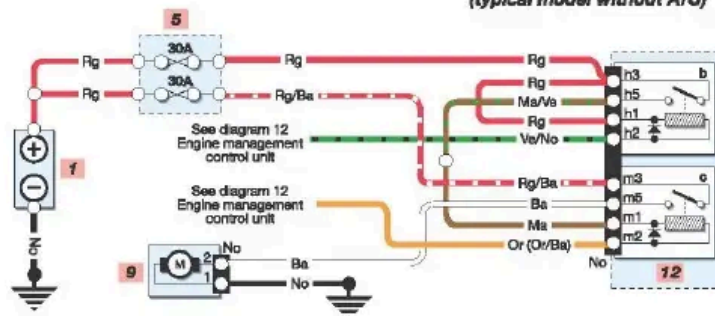 (typical model without A/C)
5
30A
30A
Rg
Rg
Rg
Rg/Ba
Rg
Rg
Ma/Ve
Rg
Ve/No
h3
h5
h1
h2
b
See diagram 12
Engine management
control unit
1
See diagram 12
Engine management
control unit
Rg/Ba
Ba
Ma
Or (Or/Ba)
m3
m5
m1
m2
c
No
No
9
M
2
1
No
Ba
No
12